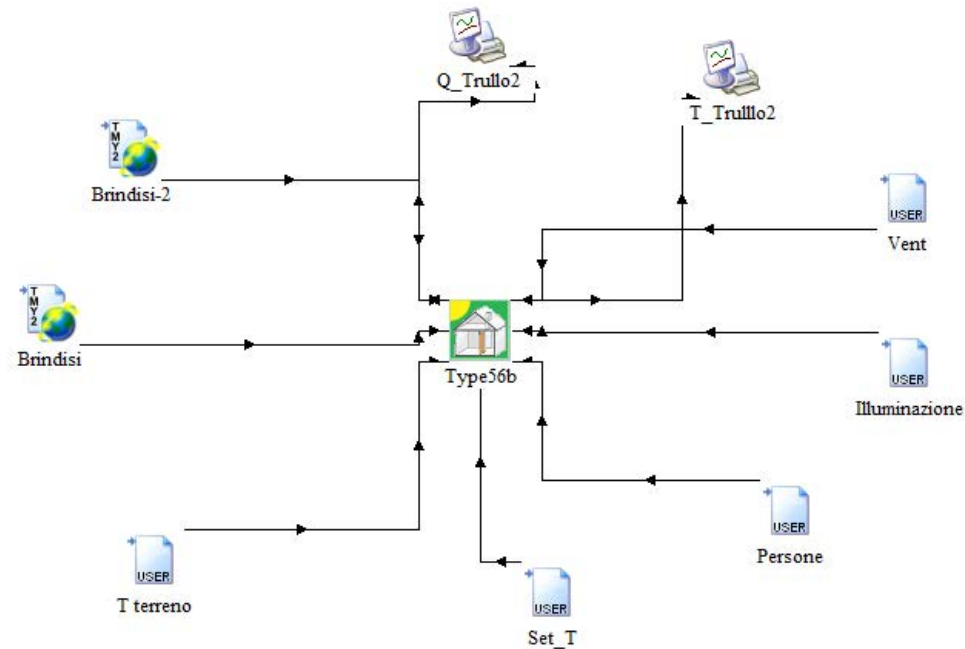 Q_Trullo2
T_Trulllo2
TMY2
Brindisi-2
USER
Vent
TMY2
Brindisi
Type56b
USER
Illuminazione
USER
Persone
USER
T terreno
USER
Set_T